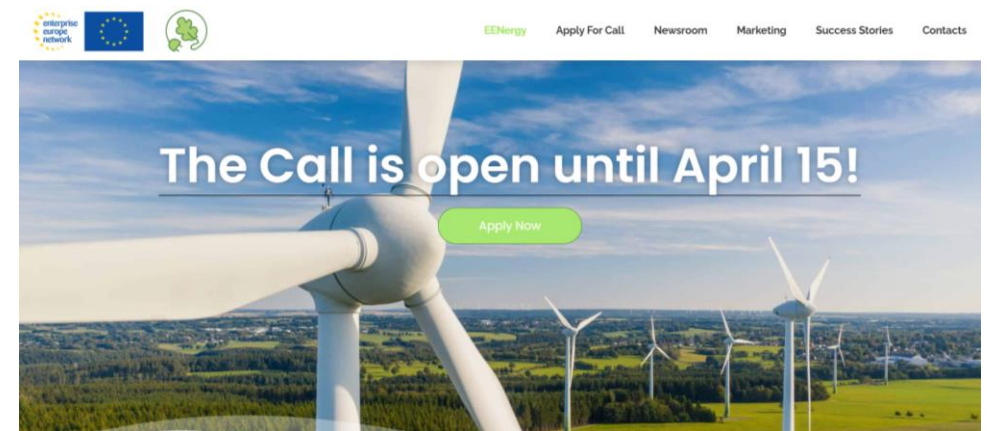 enterprise
europe
network
EENergy Apply For Call Newsroom Marketing Success Stories Contacts
The Call is open until April 15!
Apply Now